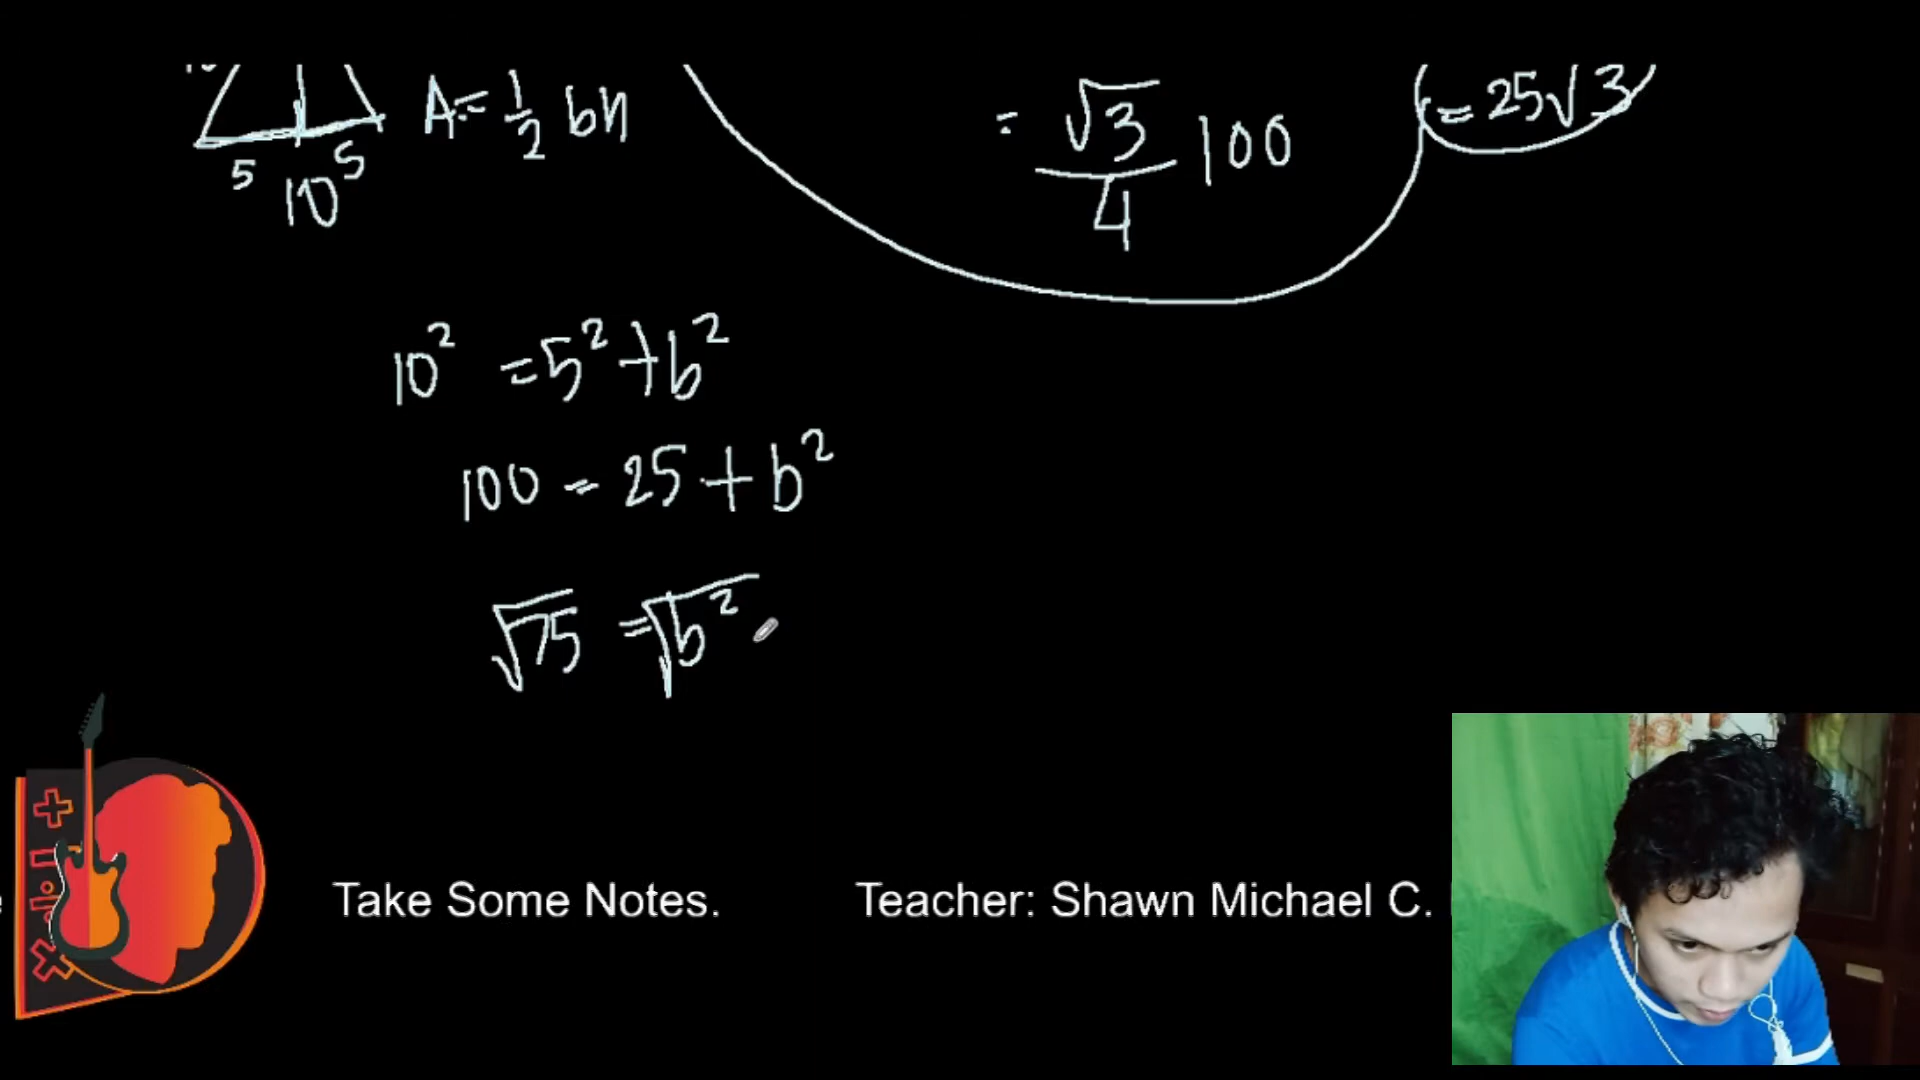 A = 1/2 bh
5 5
10
= √3/4 100
= 25√3
10² = 5² + b²
100 = 25 + b²
√75 = √b²
Take Some Notes. Teacher: Shawn Michael C.